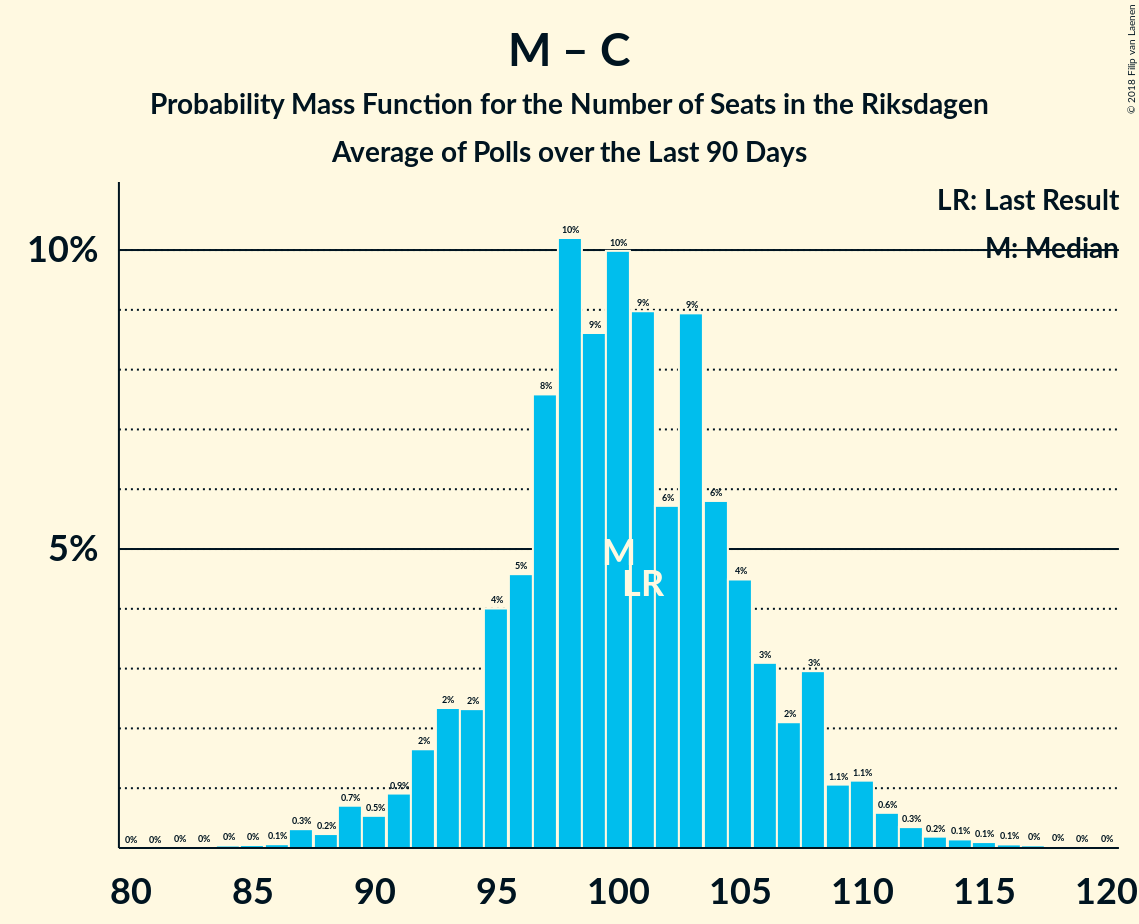 M – C
Probability Mass Function for the Number of Seats in the Riksdagen
Average of Polls over the Last 90 Days
© 2018 Filip van Laenen
LR: Last Result
M: Median
10%
5%
0% 0% 0% 0% 0% 0% 0.1% 0.3% 0.2% 0.7% 0.5% 0.9% 2% 2% 2% 4% 5% 8% 10% 9% 10% 9% 6% 9% 6% 4% 3% 2% 3% 1.1% 1.1% 0.6% 0.3% 0.2% 0.1% 0.1% 0.1% 0% 0% 0% 0%
M
LR
80 85 90 95 100 105 110 115 120